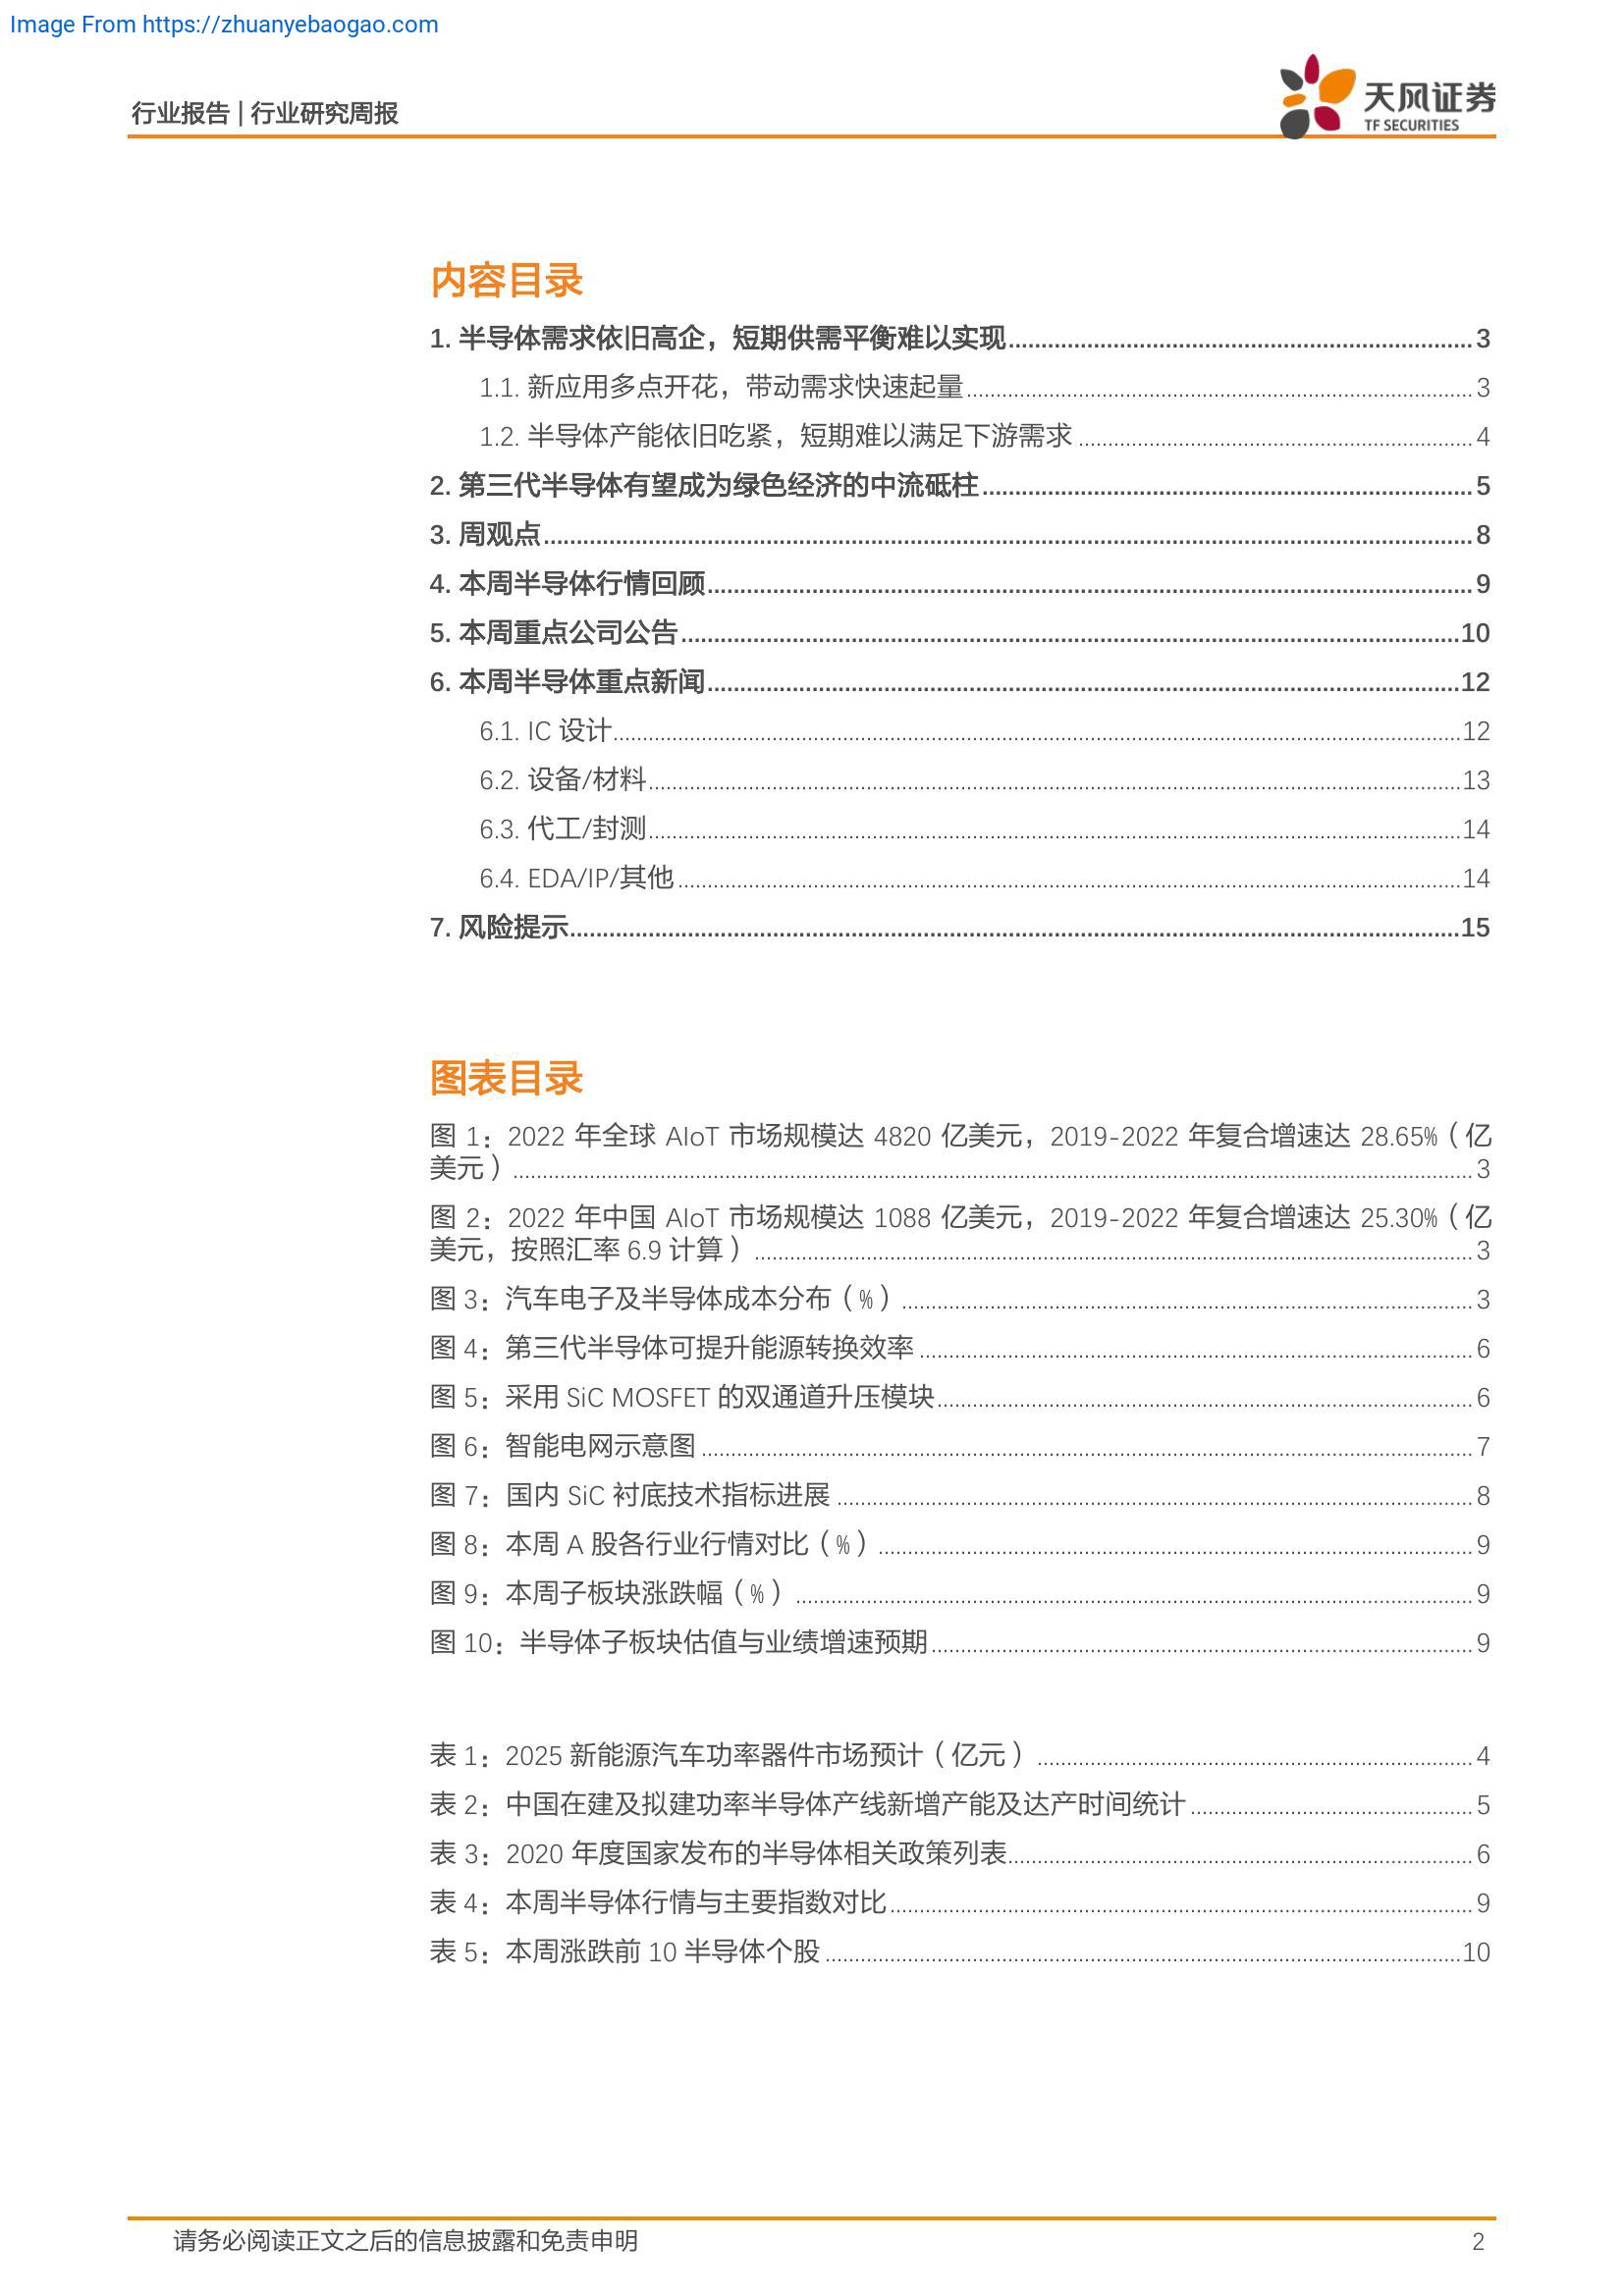 Image From https://zhuanyebaogao.com
行业报告 | 行业研究周报
天风证券
TF SECURITIES
内容目录
1. 半导体需求依旧高企，短期供需平衡难以实现 3
1.1. 新应用多点开花，带动需求快速起量 3
1.2. 半导体产能依旧吃紧，短期难以满足下游需求 4
2. 第三代半导体有望成为绿色经济的中流砥柱 5
3. 周观点 8
4. 本周半导体行情回顾 9
5. 本周重点公司公告 10
6. 本周半导体重点新闻 12
6.1. IC 设计 12
6.2. 设备/材料 13
6.3. 代工/封测 14
6.4. EDA/IP/其他 14
7. 风险提示 15
图表目录
图 1：2022 年全球 AIoT 市场规模达 4820 亿美元，2019-2022 年复合增速达 28.65%（亿
美元） 3
图 2：2022 年中国 AIoT 市场规模达 1088 亿美元，2019-2022 年复合增速达 25.30%（亿
美元，按照汇率 6.9 计算） 3
图 3：汽车电子及半导体成本分布（%） 3
图 4：第三代半导体可提升能源转换效率 6
图 5：采用 SiC MOSFET 的双通道升压模块 6
图 6：智能电网示意图 7
图 7：国内 SiC 衬底技术指标进展 8
图 8：本周 A 股各行业行情对比（%） 9
图 9：本周子板块涨跌幅（%） 9
图 10：半导体子板块估值与业绩增速预期 9
表 1：2025 新能源汽车功率器件市场预计（亿元） 4
表 2：中国在建及拟建功率半导体产线新增产能及达产时间统计 5
表 3：2020 年度国家发布的半导体相关政策列表 6
表 4：本周半导体行情与主要指数对比 9
表 5：本周涨跌前 10 半导体个股 10
请务必阅读正文之后的信息披露和免责申明 2